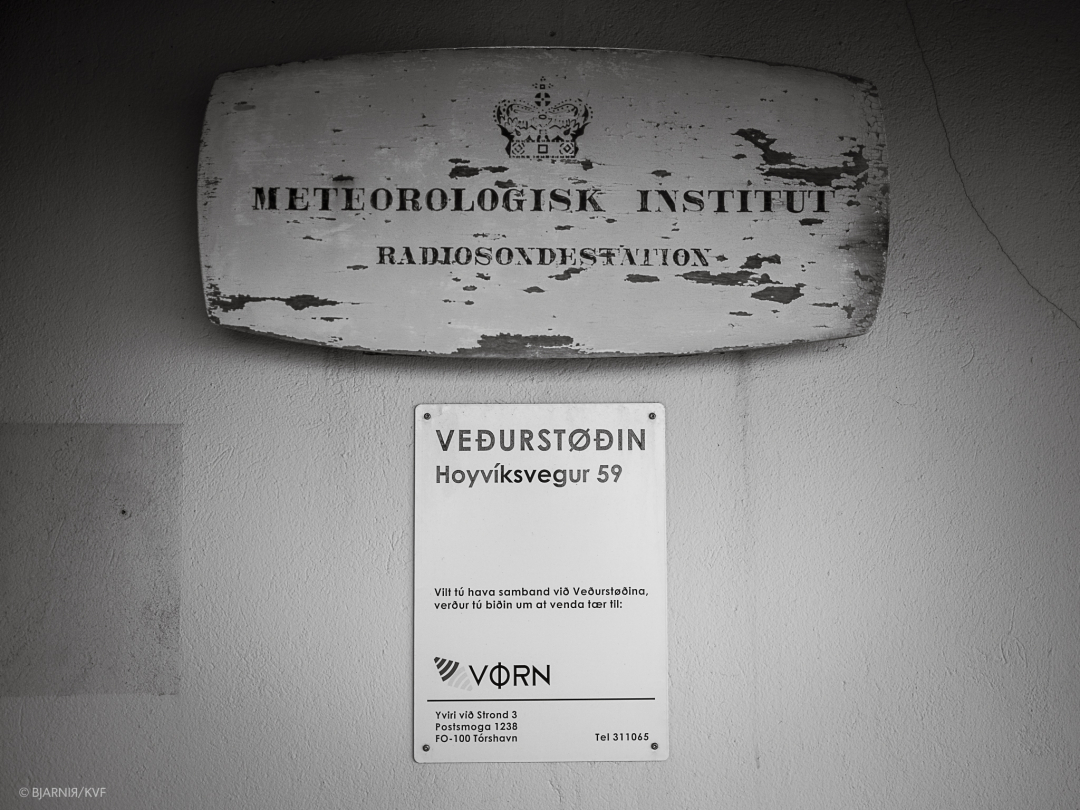 METEOROLOGISK INSTITUT
RADIOSONDESTATION
VEÐURSTØÐIN
Hoyvíksvegur 59
Vilt tú hava samband við Veðurstøðina,
verður tú biðin um at venda tær til:
VØRN
Yviri við Strond 3
Postsmoga 1238
FO-100 Tórshavn
Tel 311065
© BJARNIЯ/KVF